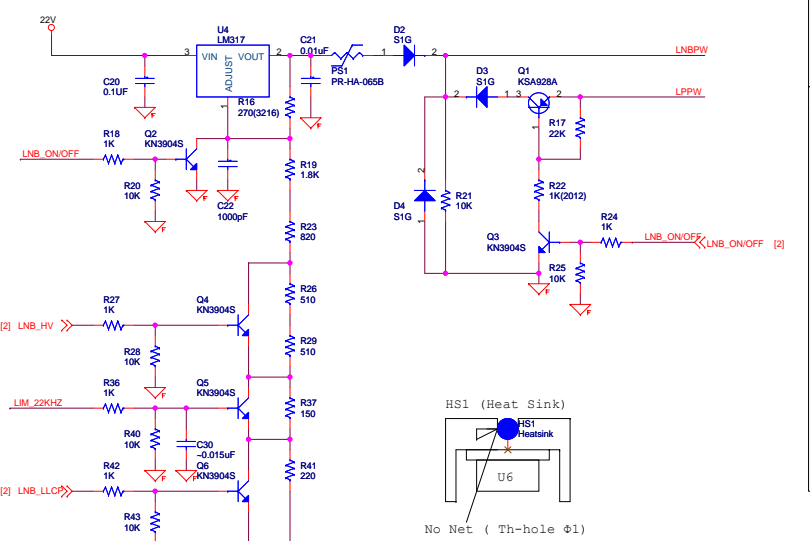 22V
U4
LM317
3
VIN
VOUT
2
ADJUST
1
C20
0.1UF
C21
0.01uF
PS1
PR-HA-065B
D2
S1G
1
2
LNBPW
D3
S1G
2
1
Q1
KSA928A
3
2
1
LPPW
R16
270(3216)
R17
22K
R18
1K
Q2
KN3904S
LNB_ON/OFF
R20
10K
C22
1000pF
R19
1.8K
2
D4
S1G
1
R21
10K
R22
1K(2012)
R23
820
Q3
KN3904S
R24
1K
LNB_ON/OFF
LNB_ON/OFF [2]
R25
10K
R26
510
R27
1K
Q4
KN3904S
[2] LNB_HV
R28
10K
R29
510
R36
1K
Q5
KN3904S
LIM_22KHZ
R37
150
R40
10K
C30
~0.015uF
Q6
KN3904S
R41
220
R42
1K
[2] LNB_LLCP
R43
10K
HS1 (Heat Sink)
HS1
Heatsink
U6
No Net ( Th-hole Φ1)
F
F
F
F
F
F
F
F
F
F